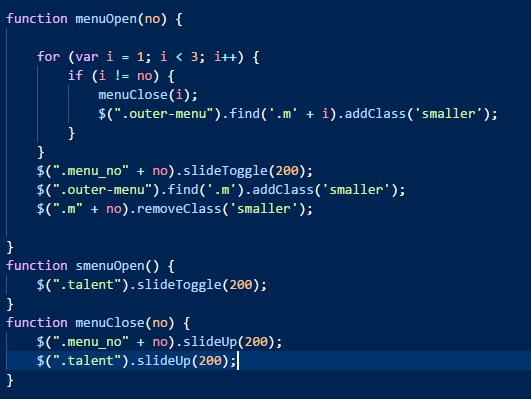 function menuOpen(no) {
for (var i = 1; i < 3; i++) {
if (i != no) {
menuClose(i);
$(".outer-menu").find('.m' + i).addClass('smaller');
}
}
$(".menu_no" + no).slideToggle(200);
$(".outer-menu").find('.m').addClass('smaller');
$(".m" + no).removeClass('smaller');
}
function smenuOpen() {
$(".talent").slideToggle(200);
}
function menuClose(no) {
$(".menu_no" + no).slideUp(200);
$(".talent").slideUp(200);
}